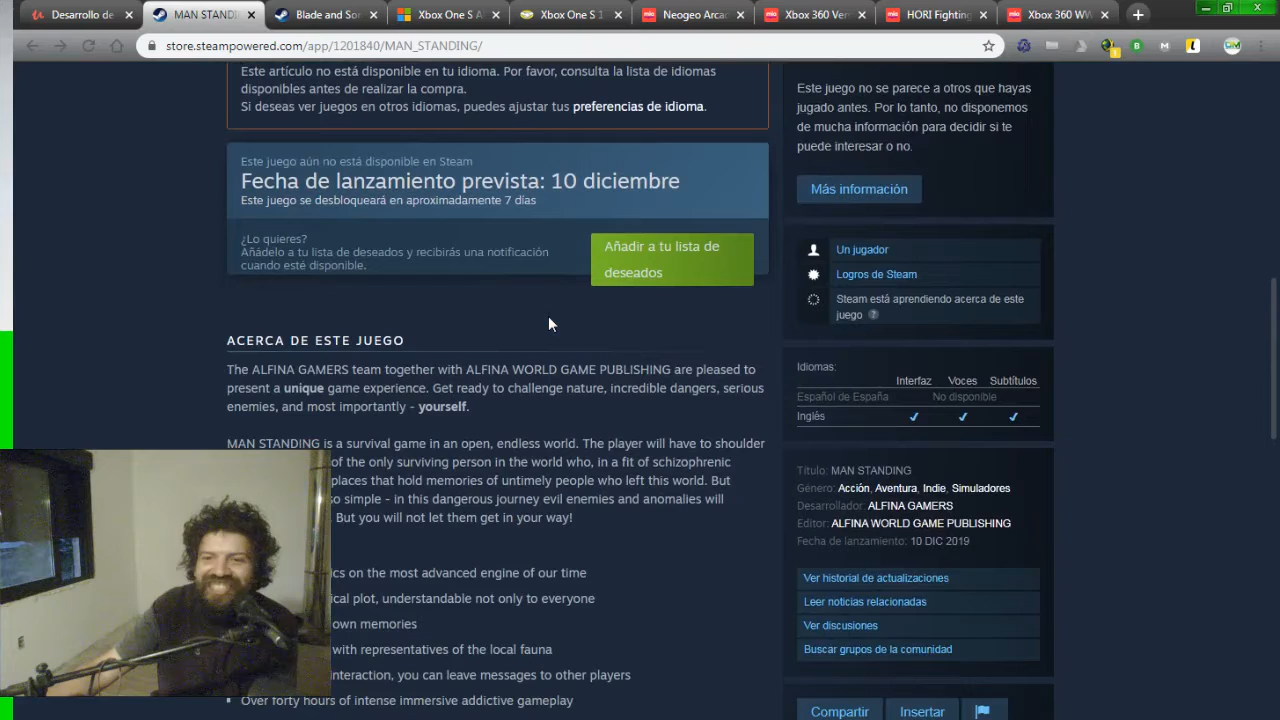 Desarrollo de
MAN STANDING
Blade and Sor
Xbox One S A
Xbox One S 1
Neogeo Arca
Xbox 360 Ver
HORI Fighting
Xbox 360 WW
store.steampowered.com/app/1201840/MAN_STANDING/
Este artículo no está disponible en tu idioma. Por favor, consulta la lista de idiomas
disponibles antes de realizar la compra.
Si deseas ver juegos en otros idiomas, puedes ajustar tus preferencias de idioma.
Este juego aún no está disponible en Steam
Fecha de lanzamiento prevista: 10 diciembre
Este juego se desbloqueará en aproximadamente 7 días
¿Lo quieres?
Añádelo a tu lista de deseados y recibirás una notificación
cuando esté disponible.
Añadir a tu lista de
deseados
ACERCA DE ESTE JUEGO
The ALFINA GAMERS team together with ALFINA WORLD GAME PUBLISHING are pleased to
present a unique game experience. Get ready to challenge nature, incredible dangers, serious
enemies, and most importantly - yourself.
MAN STANDING is a survival game in an open, endless world. The player will have to shoulder
of the only surviving person in the world who, in a fit of schizophrenic
places that hold memories of untimely people who left this world. But
so simple - in this dangerous journey evil enemies and anomalies will
But you will not let them get in your way!
ics on the most advanced engine of our time
ical plot, understandable not only to everyone
own memories
with representatives of the local fauna
interaction, you can leave messages to other players
Over forty hours of intense immersive addictive gameplay
Este juego no se parece a otros que hayas
jugado antes. Por lo tanto, no disponemos
de mucha información para decidir si te
puede interesar o no.
Más información
Un jugador
Logros de Steam
Steam está aprendiendo acerca de este
juego ?
Idiomas:
Interfaz Voces Subtítulos
Español de España No disponible
Inglés ✔ ✔ ✔
Título: MAN STANDING
Género: Acción, Aventura, Indie, Simuladores
Desarrollador: ALFINA GAMERS
Editor: ALFINA WORLD GAME PUBLISHING
Fecha de lanzamiento: 10 DIC 2019
Ver historial de actualizaciones
Leer noticias relacionadas
Ver discusiones
Buscar grupos de la comunidad
Compartir
Insertar